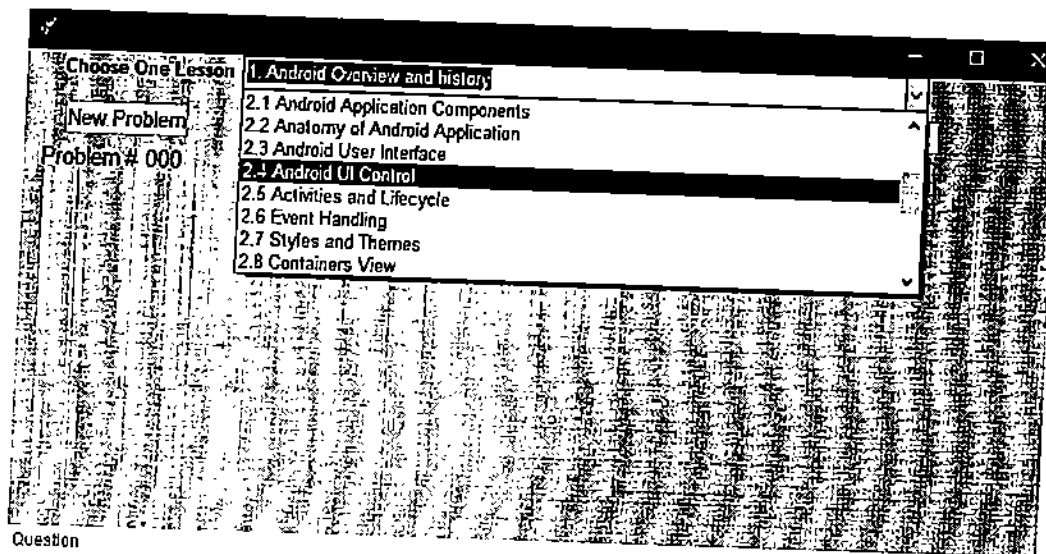 Choose One Lesson
1. Android Overview and history
New Problem
2.1 Android Application Components
2.2 Anatomy of Android Application
Problem # 000
2.3 Android User Interface
2.4 Android UI Control
2.5 Activities and Lifecycle
2.6 Event Handling
2.7 Styles and Themes
2.8 Containers View
Question